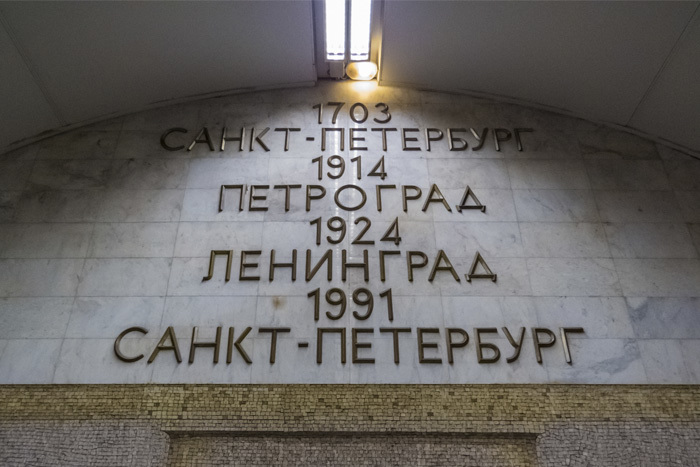 1703
САНКТ-ПЕТЕРБУРГ
1914
ПЕТРОГРАД
1924
ЛЕНИНГРАД
1991
САНКТ-ПЕТЕРБУРГ